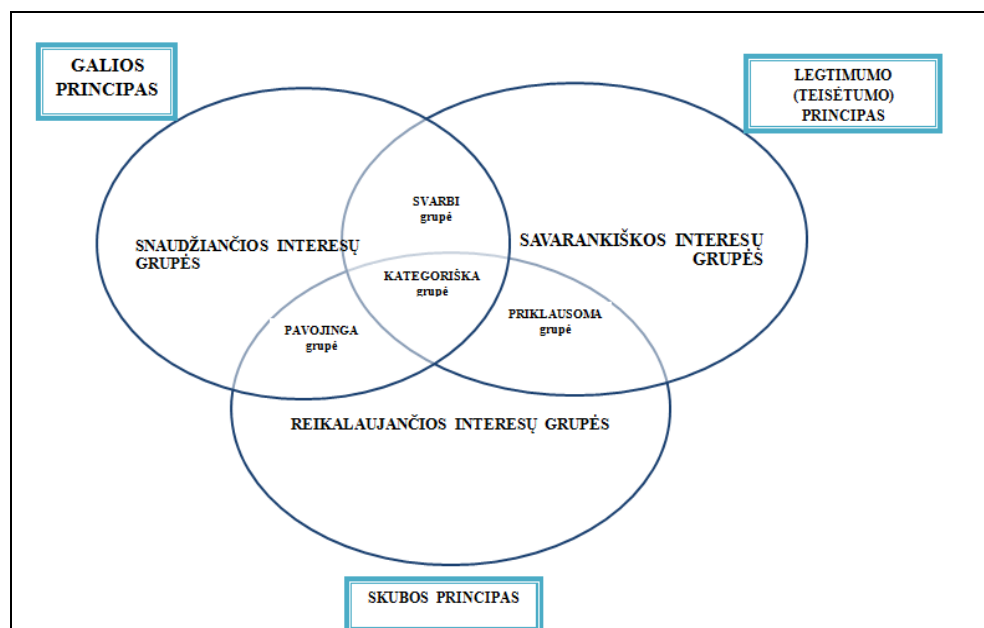 GALIOS
PRINCIPAS
LEGTIMUMO
(TEISĖTUMO)
PRINCIPAS
SVARBI
grupė
SNAUDŽIANČIOS INTERESŲ
GRUPĖS
SAVARANKIŠKOS INTERESŲ
GRUPĖS
KATEGORIŠKA
grupė
PRIKLAUSOMA
grupė
PAVOJINGA
grupė
REIKALAUJANČIOS INTERESŲ GRUPĖS
SKUBOS PRINCIPAS